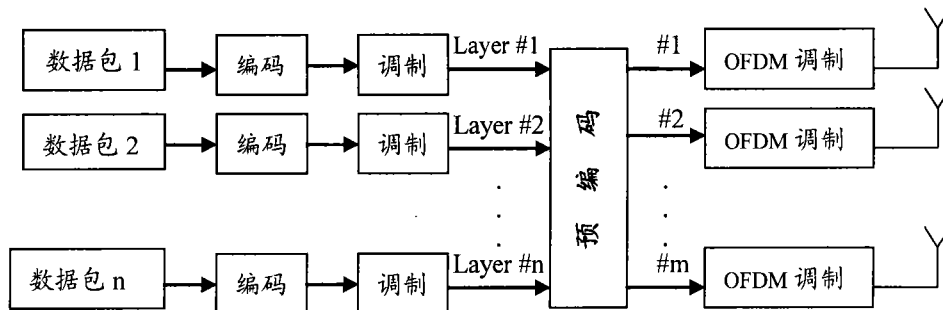 数据包 1 编码 调制 Layer #1 #1 OFDM 调制
数据包 2 编码 调制 Layer #2 #2 OFDM 调制
预编码
数据包 n 编码 调制 Layer #n #m OFDM 调制